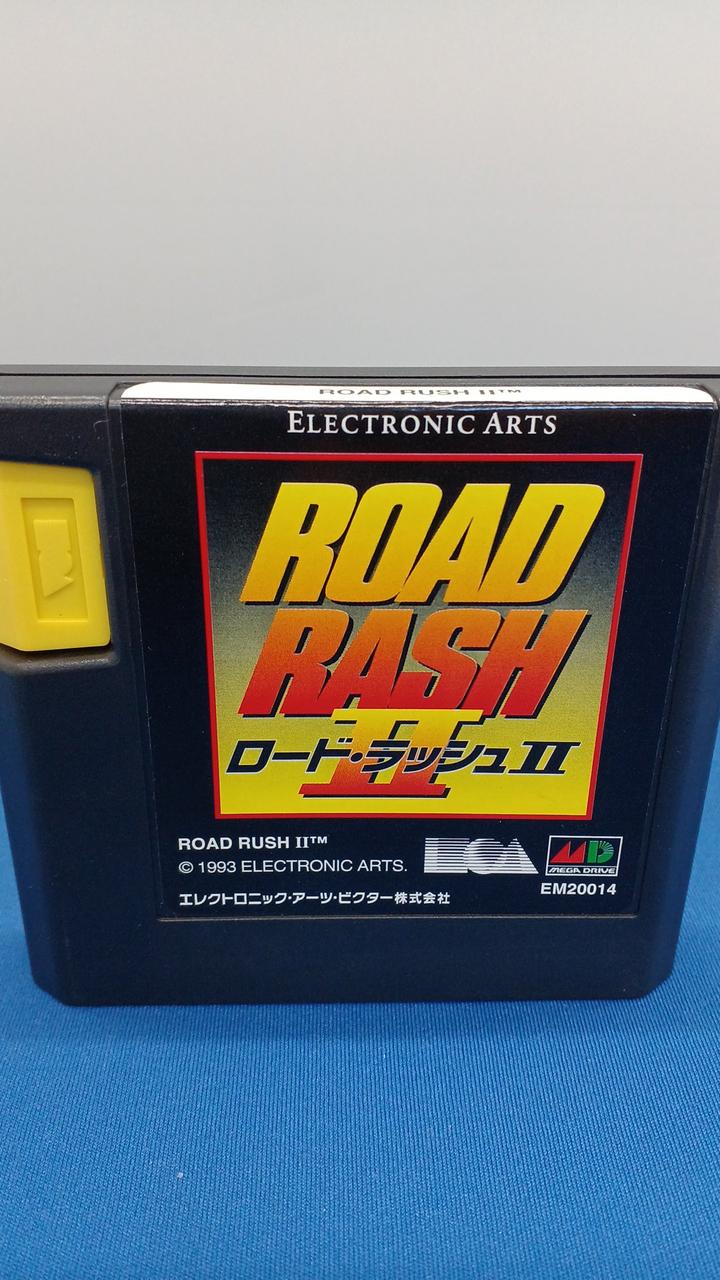 ROAD RUSH II™
ELECTRONIC ARTS
ROAD
RASH
II
ロード・ラッシュII
ROAD RUSH II™
© 1993 ELECTRONIC ARTS.
エレクトロニック・アーツ・ビクター株式会社
EA
MD
MEGA DRIVE
EM20014